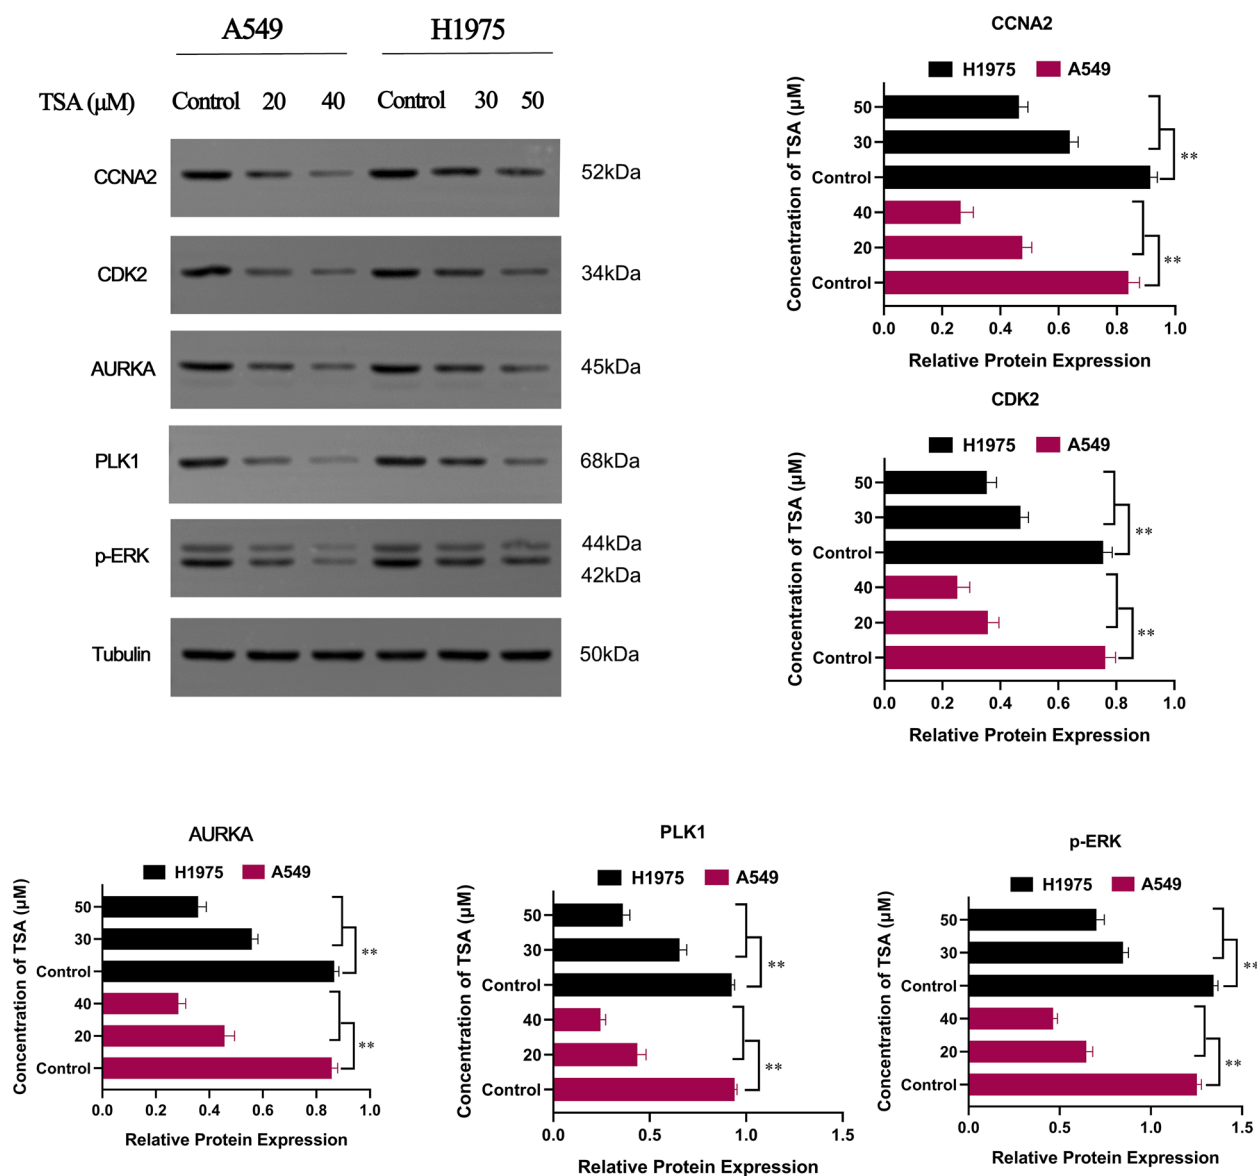 A549 H1975
TSA (μM) Control 20 40 Control 30 50
CCNA2 52kDa
CDK2 34kDa
AURKA 45kDa
PLK1 68kDa
p-ERK 44kDa
42kDa
Tubulin 50kDa
CCNA2
H1975 A549
Concentration of TSA (μM)
50
30
Control
**
40
20
Control
**
0.0 0.2 0.4 0.6 0.8 1.0
Relative Protein Expression
CDK2
H1975 A549
Concentration of TSA (μM)
50
30
Control
**
40
20
Control
**
0.0 0.2 0.4 0.6 0.8 1.0
Relative Protein Expression
AURKA
H1975 A549
Concentration of TSA (μM)
50
30
Control
**
40
20
Control
**
0.0 0.2 0.4 0.6 0.8 1.0
Relative Protein Expression
PLK1
H1975 A549
Concentration of TSA (μM)
50
30
Control
**
40
20
Control
**
0.0 0.5 1.0 1.5
Relative Protein Expression
p-ERK
H1975 A549
Concentration of TSA (μM)
50
30
Control
**
40
20
Control
**
0.0 0.5 1.0 1.5
Relative Protein Expression